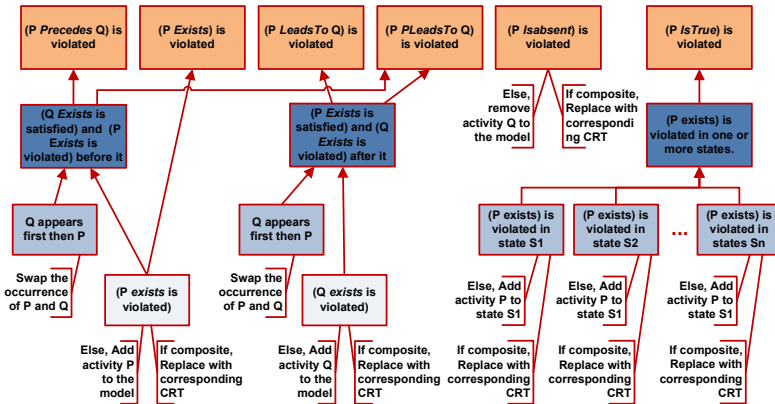 (P Precedes Q) is
violated
(P Exists) is
violated
(P LeadsTo Q) is
violated
(PLeadsTo Q)
is violated
(P Isabsent) is
violated
(P IsTrue) is
violated
(Q Exists is
satisfied) and (P
Exists is
violated) before it
(P Exists is
satisfied) and (Q
Exists is
violated) after it
Else,
remove
activity Q to
the model
If composite,
Replace with
correspondi
ng CRT
(P exists) is
violated in one or
more states.
Q appears
first then P
Q appears
first then P
(P exists) is
violated in
state S1
(P exists) is
violated in
state S2
...
(P exists) is
violated in
states Sn
Swap the
occurrence
of P and Q
(P exists is
violated)
Swap the
occurrence
of P and Q
(Q exists is
violated)
Else, Add
activity P to
state S1
Else, Add
activity P to
state S1
Else, Add
activity P to
state S1
Else, Add
activity P
to the
model
If composite,
Replace with
corresponding
CRT
Else, Add
activity Q
to the
model
If composite,
Replace with
corresponding
CRT
If composite,
Replace with
corresponding
CRT
If composite,
Replace with
corresponding
CRT
If composite,
Replace with
corresponding
CRT